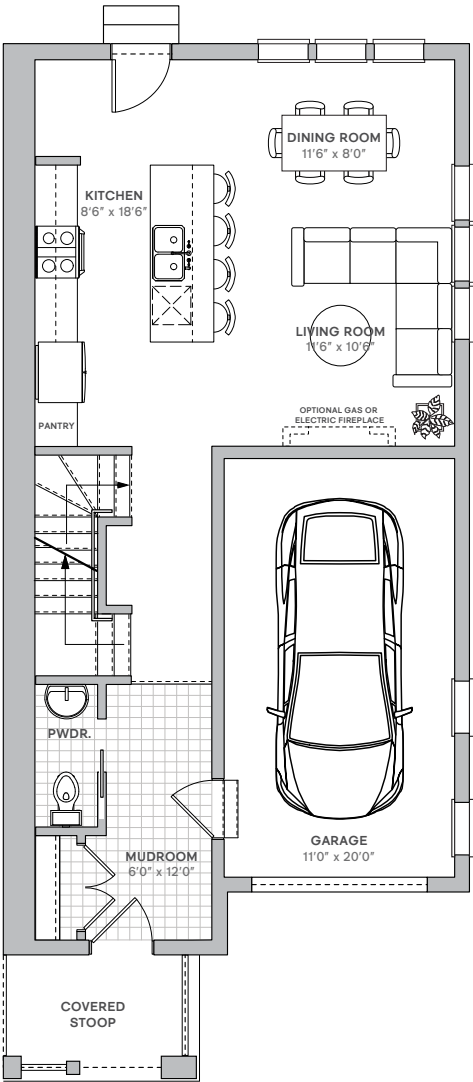 DINING ROOM
11'6" x 8'0"
KITCHEN
8'6" x 18'6"
LIVING ROOM
11'6" x 10'6"
OPTIONAL GAS OR
ELECTRIC FIREPLACE
PANTRY
PWDR.
GARAGE
11'0" x 20'0"
MUDROOM
6'0" x 12'0"
COVERED
STOOP